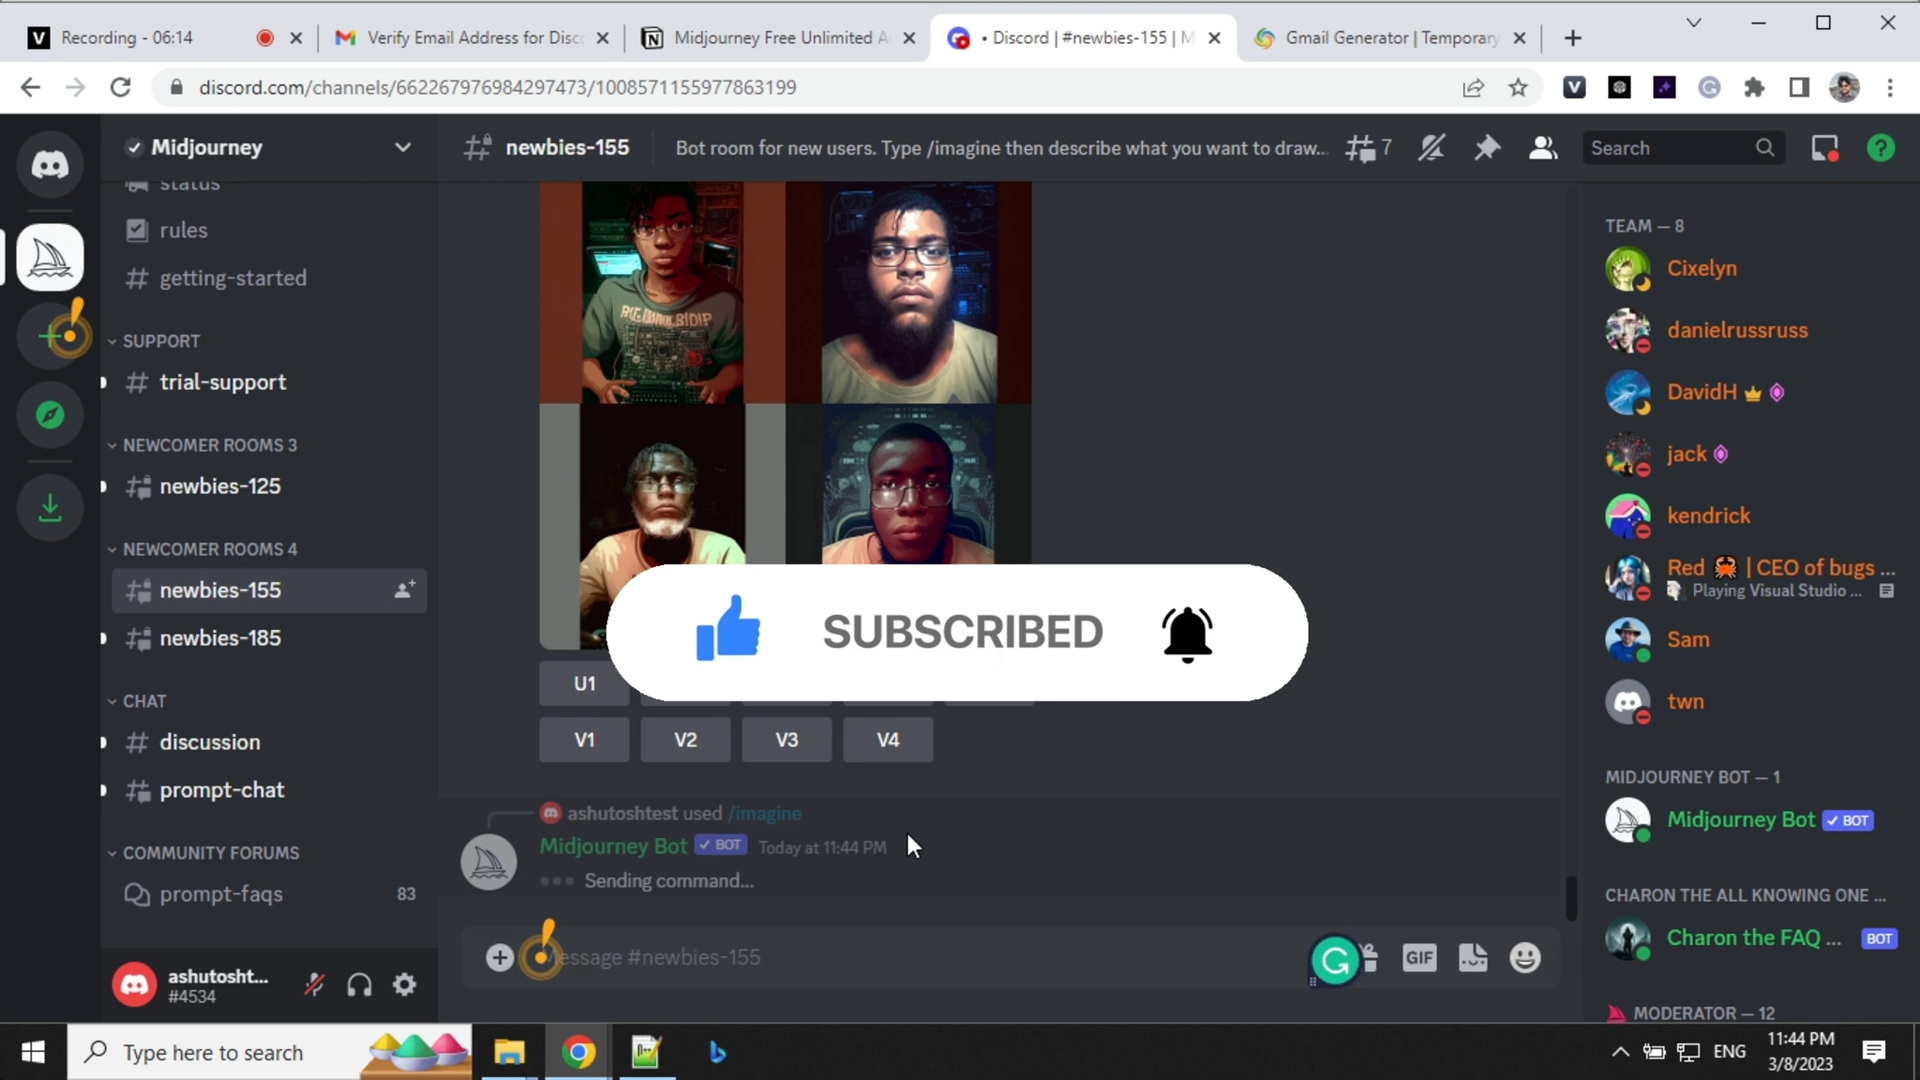 Recording - 06:14
Verify Email Address for Disc
Midjourney Free Unlimited A
• Discord | #newbies-155 | M
Gmail Generator | Temporary
discord.com/channels/662267976984297473/1008571155977863199
Midjourney
newbies-155
Bot room for new users. Type /imagine then describe what you want to draw...
7
Search
status
rules
getting-started
SUPPORT
trial-support
NEWCOMER ROOMS 3
newbies-125
NEWCOMER ROOMS 4
newbies-155
newbies-185
CHAT
discussion
prompt-chat
COMMUNITY FORUMS
prompt-faqs
83
ashutosht...
#4534
SUBSCRIBED
U1
V1
V2
V3
V4
ashutoshtest used /imagine
Midjourney Bot ✓ BOT Today at 11:44 PM
Sending command...
essage #newbies-155
GIF
TEAM — 8
Cixelyn
danielrussruss
DavidH
jack
kendrick
Red 🦀 | CEO of bugs ...
Playing Visual Studio ...
Sam
twn
MIDJOURNEY BOT — 1
Midjourney Bot ✓ BOT
CHARON THE ALL KNOWING ONE ...
Charon the FAQ ... BOT
MODERATOR — 12
Type here to search
ENG
11:44 PM
3/8/2023